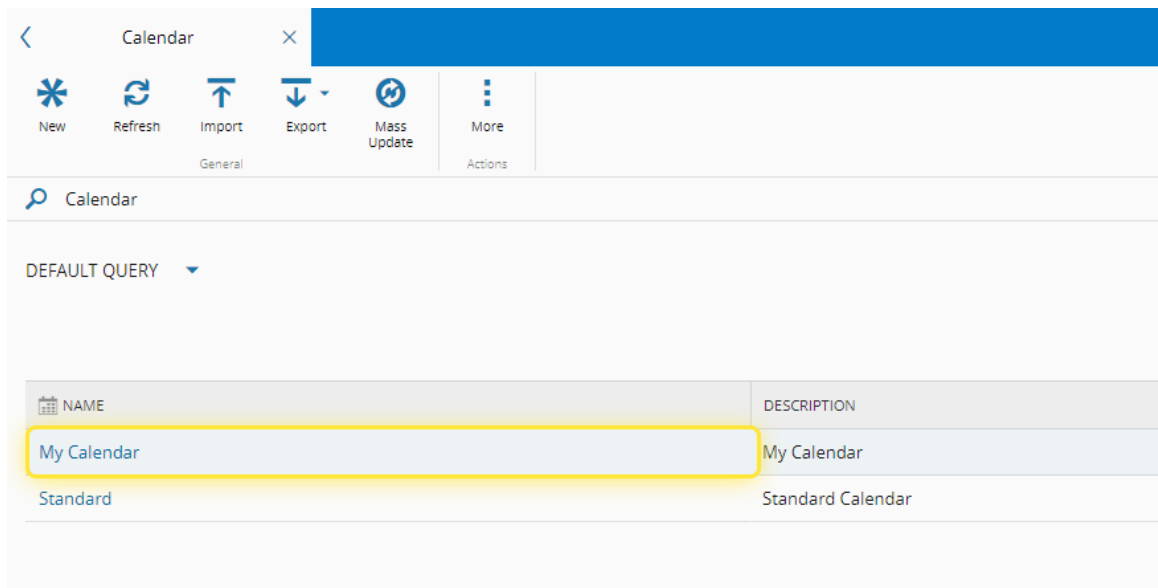 Calendar
New
Refresh
Import
Export
Mass
Update
More
General
Actions
Calendar
DEFAULT QUERY
NAME
DESCRIPTION
My Calendar
My Calendar
Standard
Standard Calendar